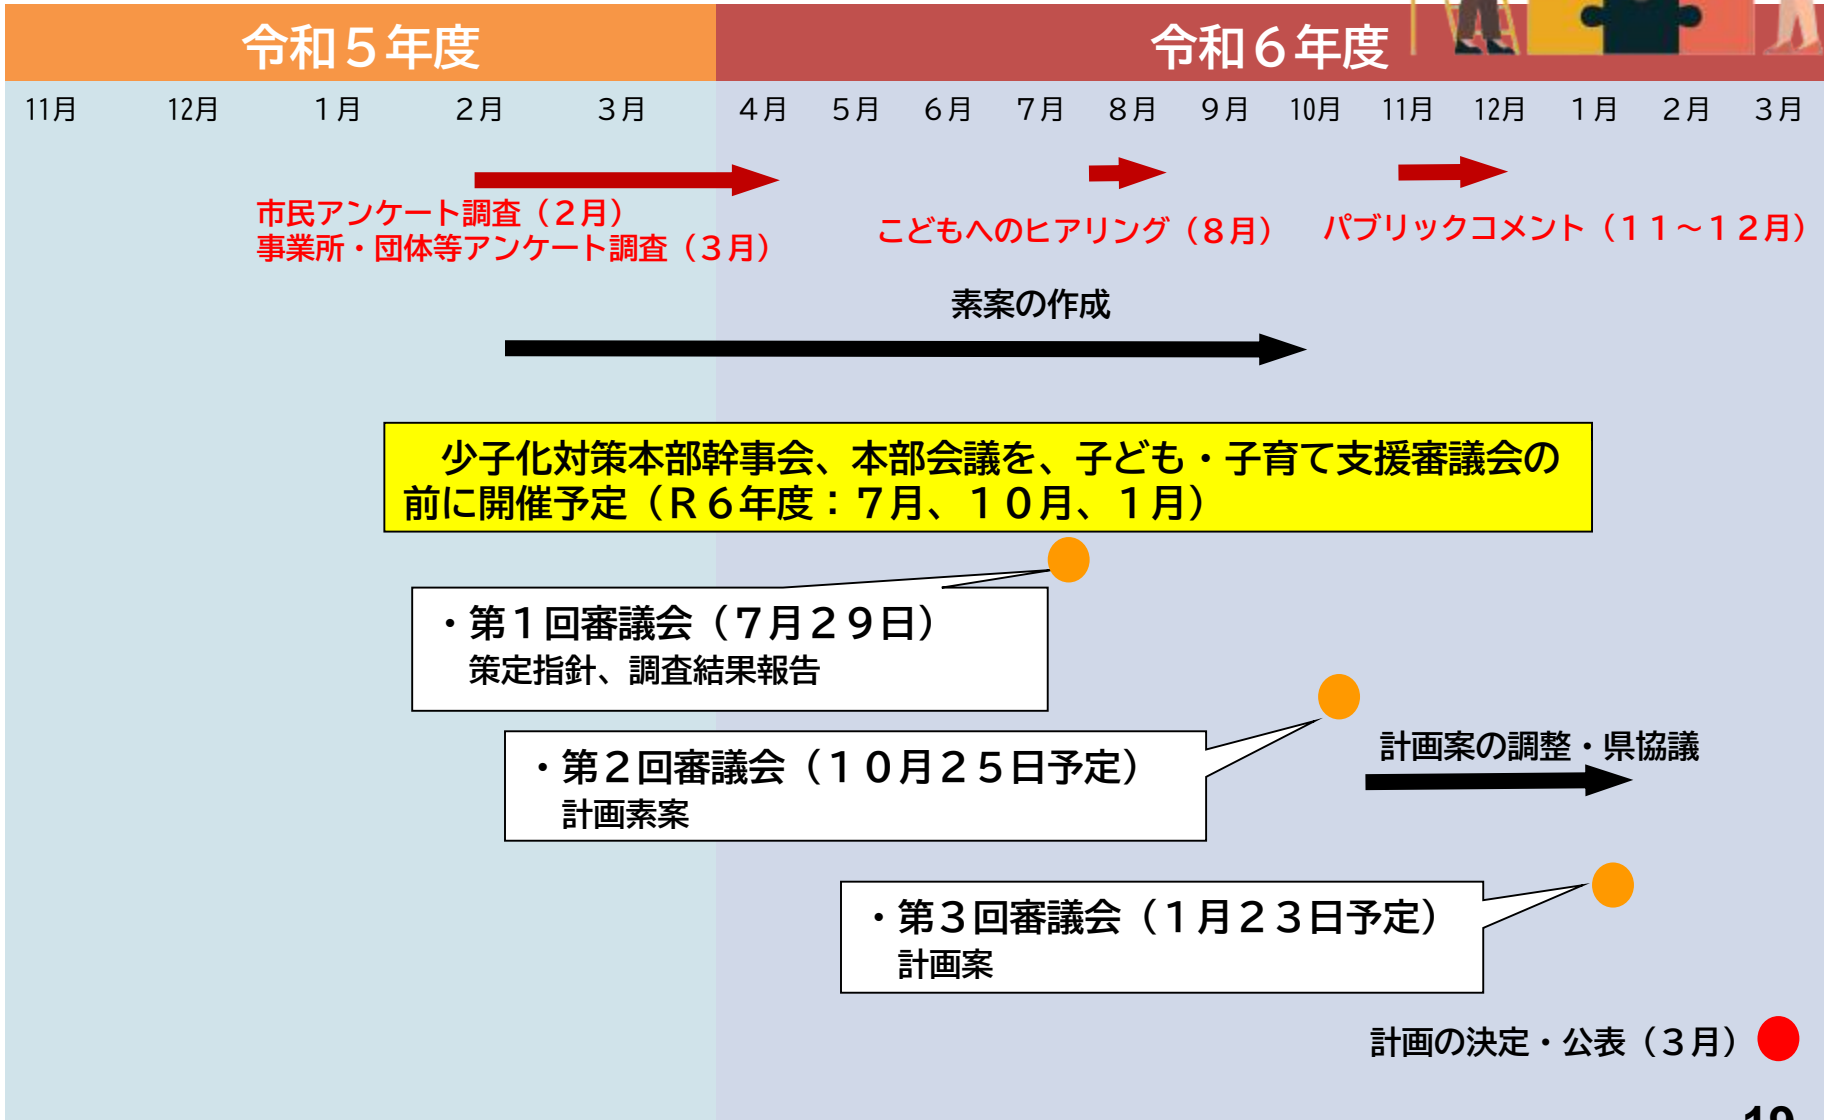 令和５年度
令和６年度
11月 12月 １月 ２月 ３月 ４月 ５月 ６月 ７月 ８月 ９月 10月 11月 12月 １月 ２月 ３月
市民アンケート調査（２月）
事業所・団体等アンケート調査（３月）
こどもへのヒアリング（８月）
パブリックコメント（１１～１２月）
素案の作成
少子化対策本部幹事会、本部会議を、子ども・子育て支援審議会の
前に開催予定（Ｒ６年度：７月、１０月、１月）
・第１回審議会（７月２９日）
策定指針、調査結果報告
・第２回審議会（１０月２５日予定）
計画素案
計画案の調整・県協議
・第３回審議会（１月２３日予定）
計画案
計画の決定・公表（３月）